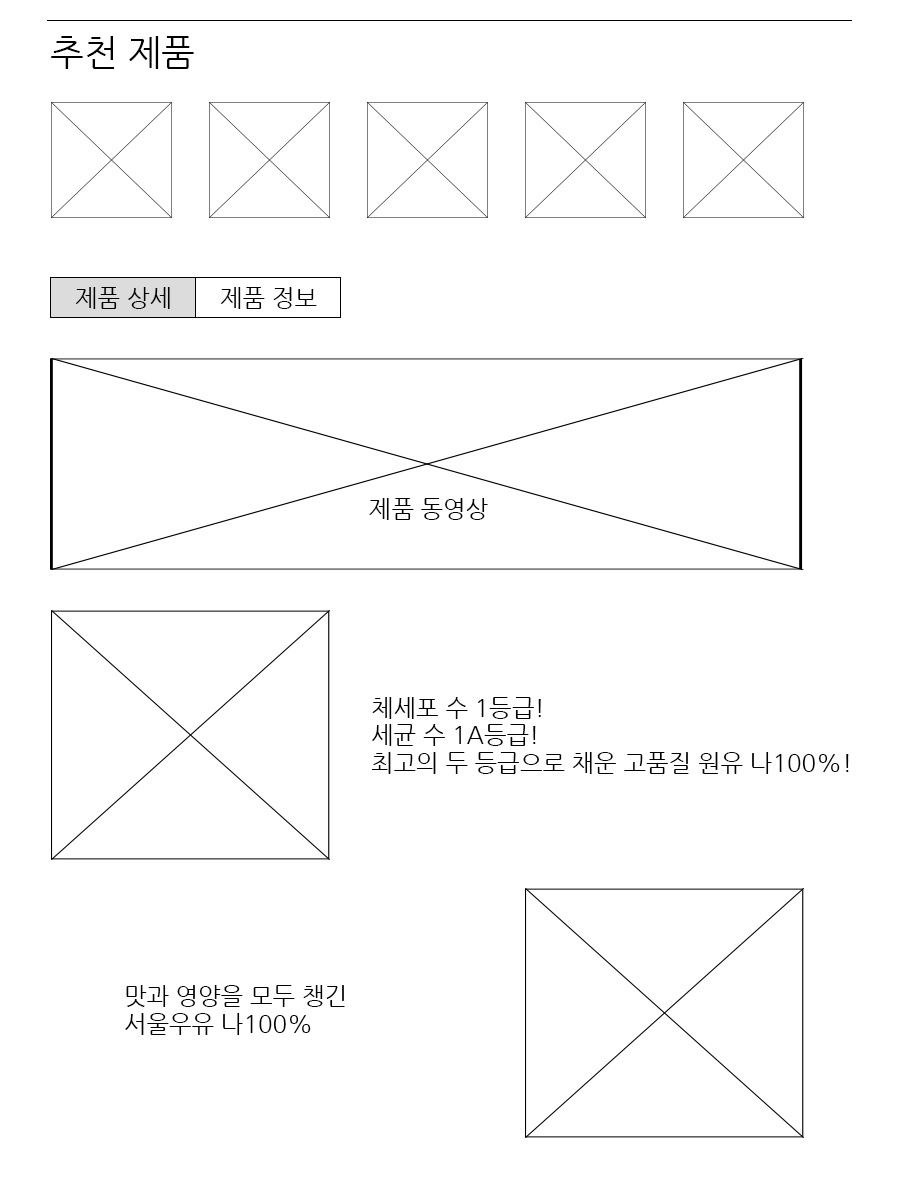 추천 제품
제품 상세
제품 정보
제품 동영상
체세포 수 1등급!
세균 수 1A등급!
최고의 두 등급으로 채운 고품질 원유 나100%!
맛과 영양을 모두 챙긴
서울우유 나100%